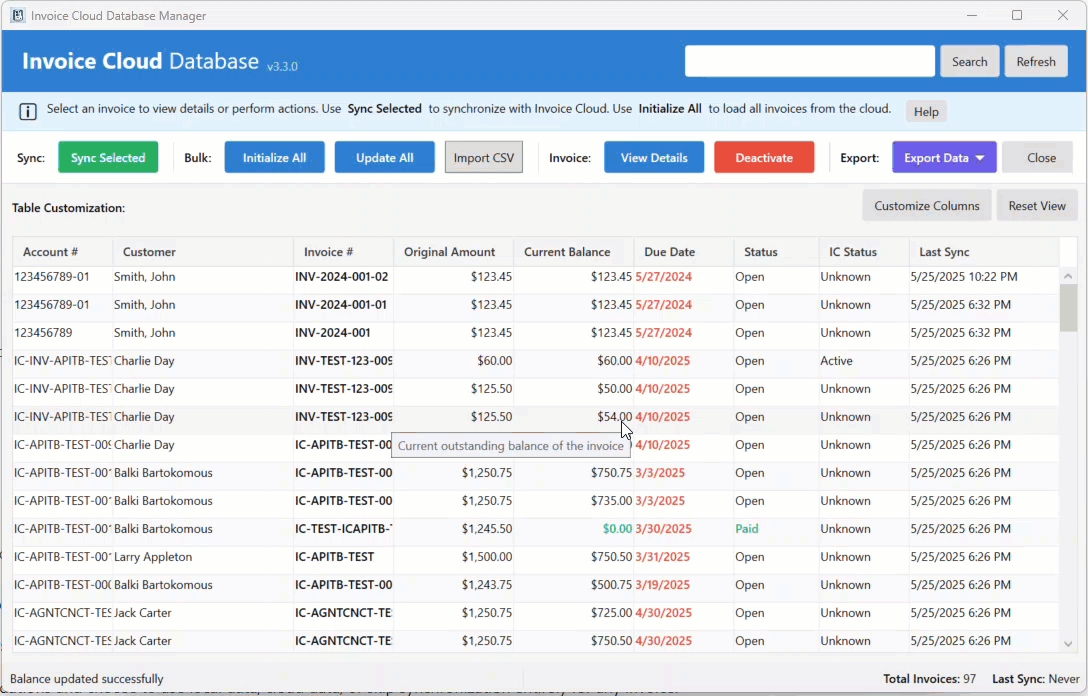 Invoice Cloud Database Manager
Invoice Cloud Database v3.3.0 Search Refresh
Select an invoice to view details or perform actions. Use Sync Selected to synchronize with Invoice Cloud. Use Initialize All to load all invoices from the cloud. Help
Sync: Sync Selected Bulk: Initialize All Update All Import CSV Invoice: View Details Deactivate Export: Export Data Close
Table Customization: Customize Columns Reset View
Account # Customer Invoice # Original Amount Current Balance Due Date Status IC Status Last Sync
123456789-01 Smith, John INV-2024-001-02 $123.45 $123.45 5/27/2024 Open Unknown 5/25/2025 10:22 PM
123456789-01 Smith, John INV-2024-001-01 $123.45 $123.45 5/27/2024 Open Unknown 5/25/2025 6:32 PM
123456789 Smith, John INV-2024-001 $123.45 $123.45 5/27/2024 Open Unknown 5/25/2025 6:32 PM
IC-INV-APITB-TEST Charlie Day INV-TEST-123-009 $60.00 $60.00 4/10/2025 Open Active 5/25/2025 6:26 PM
IC-INV-APITB-TEST Charlie Day INV-TEST-123-009 $125.50 $50.00 4/10/2025 Open Unknown 5/25/2025 6:26 PM
IC-INV-APITB-TEST Charlie Day INV-TEST-123-009 $125.50 $54.00 4/10/2025 Open Unknown 5/25/2025 6:26 PM
IC-APITB-TEST-009 Charlie Day IC-APITB-TEST-00 4/10/2025 Open Unknown 5/25/2025 6:26 PM
Current outstanding balance of the invoice
IC-APITB-TEST-001 Balki Bartokomous IC-APITB-TEST-00 $1,250.75 $750.75 3/3/2025 Open Unknown 5/25/2025 6:26 PM
IC-APITB-TEST-001 Balki Bartokomous IC-APITB-TEST-00 $1,250.75 $735.00 3/3/2025 Open Unknown 5/25/2025 6:26 PM
IC-APITB-TEST-001 Balki Bartokomous IC-TEST-ICAPITB- $1,245.50 $0.00 3/30/2025 Paid Unknown 5/25/2025 6:26 PM
IC-APITB-TEST-001 Larry Appleton IC-APITB-TEST $1,500.00 $750.50 3/31/2025 Open Unknown 5/25/2025 6:26 PM
IC-APITB-TEST-000 Balki Bartokomous IC-APITB-TEST-00 $1,243.75 $500.75 3/19/2025 Open Unknown 5/25/2025 6:26 PM
IC-AGNTCNCT-TES Jack Carter IC-AGNTCNCT-TE $1,250.75 $725.00 4/30/2025 Open Unknown 5/25/2025 6:26 PM
IC-AGNTCNCT-TES Jack Carter IC-AGNTCNCT-TE $1,250.75 $750.50 4/30/2025 Open Unknown 5/25/2025 6:26 PM
Balance updated successfully Total Invoices: 97 Last Sync: Never